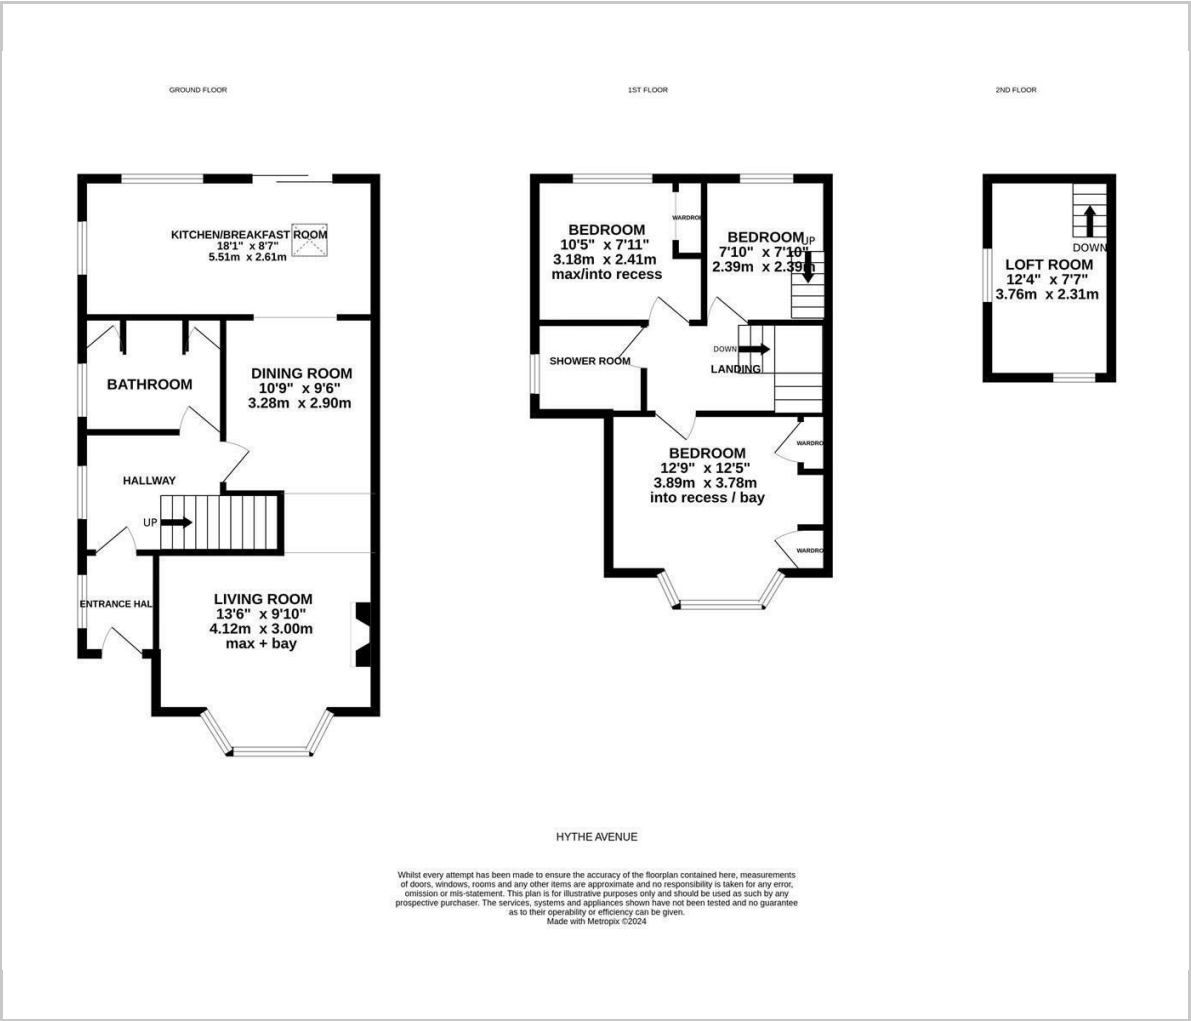 GROUND FLOOR
KITCHEN/BREAKFAST ROOM
18'1" x 8'7"
5.51m x 2.61m
BATHROOM
DINING ROOM
10'9" x 9'6"
3.28m x 2.90m
HALLWAY
UP
ENTRANCE HAL
LIVING ROOM
13'6" x 9'10"
4.12m x 3.00m
max + bay
1ST FLOOR
BEDROOM
10'5" x 7'11"
3.18m x 2.41m
max/into recess
WARDRO
BEDROOM
7'10" x 7'10"
2.39m x 2.39m
UP
SHOWER ROOM
DOWN
LANDING
BEDROOM
12'9" x 12'5"
3.89m x 3.78m
into recess / bay
WARDRO
WARDRO
2ND FLOOR
DOWN
LOFT ROOM
12'4" x 7'7"
3.76m x 2.31m
HYTHE AVENUE
Whilst every attempt has been made to ensure the accuracy of the floorplan contained here, measurements
of doors, windows, rooms and any other items are approximate and no responsibility is taken for any error,
omission or mis-statement. This plan is for illustrative purposes only and should be used as such by any
prospective purchaser. The services, systems and appliances shown have not been tested and no guarantee
as to their operability or efficiency can be given.
Made with Metropix ©2024